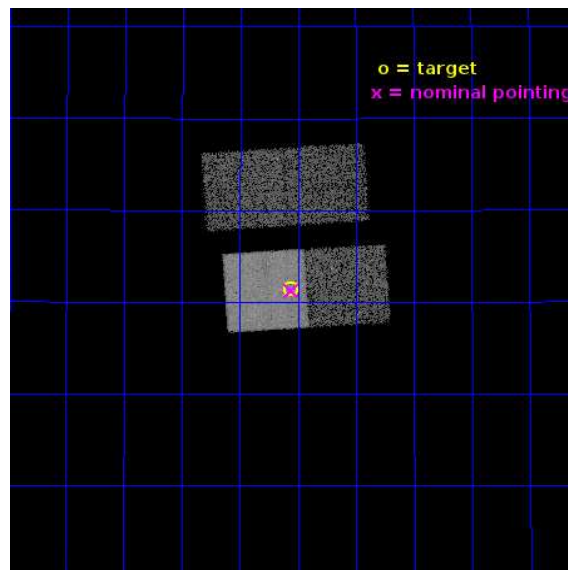 o = target
x = nominal pointing